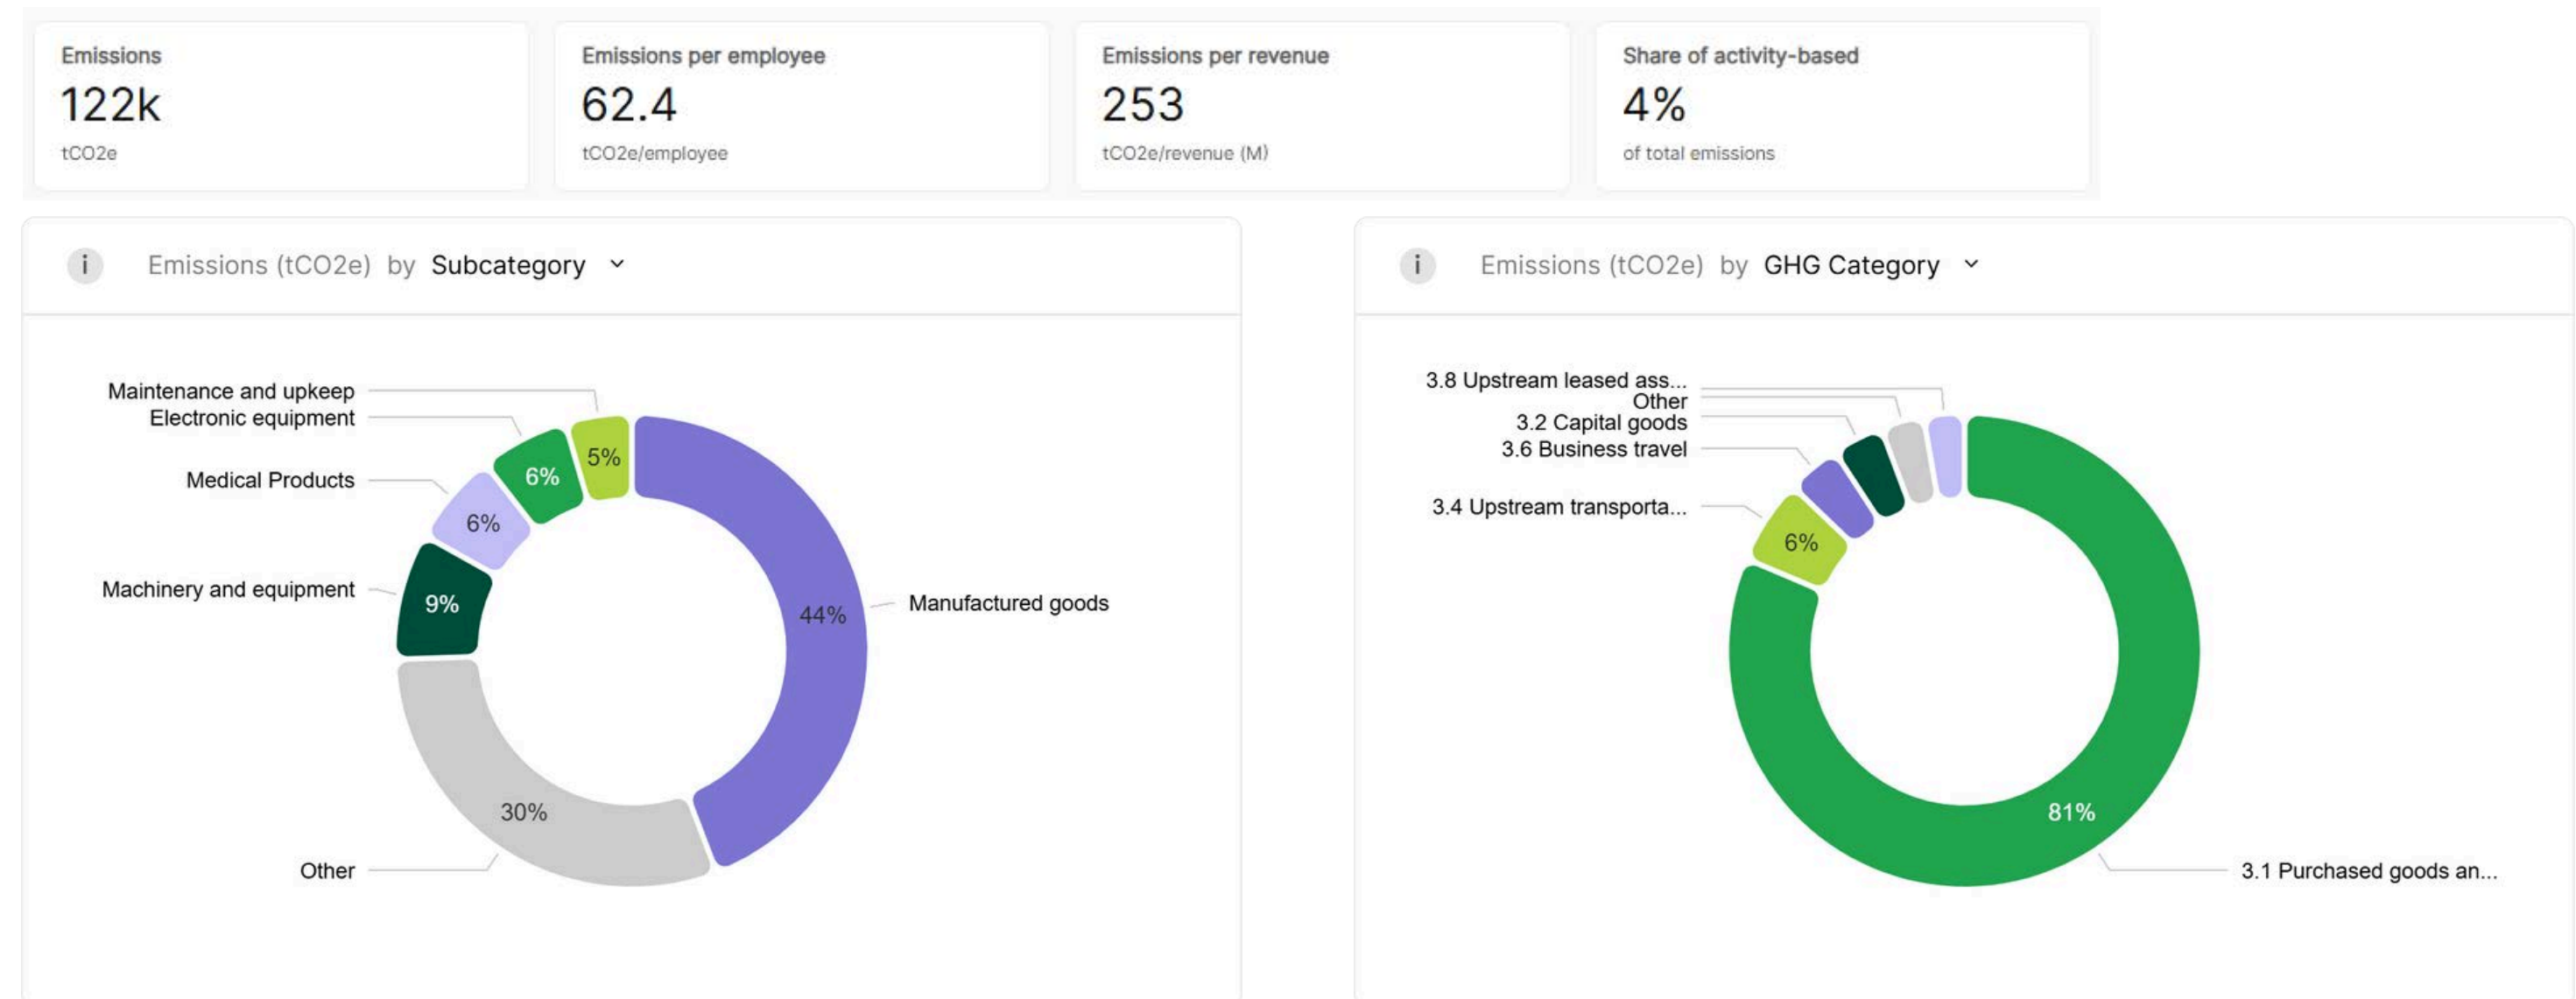 Emissions
122k
tCO2e
Emissions per employee
62.4
tCO2e/employee
Emissions per revenue
253
tCO2e/revenue (M)
Share of activity-based
4%
of total emissions
i
Emissions (tCO2e) by Subcategory
Maintenance and upkeep
Electronic equipment
Medical Products
Machinery and equipment
Other
Manufactured goods
5%
6%
6%
9%
30%
44%
i
Emissions (tCO2e) by GHG Category
3.8 Upstream leased ass...
Other
3.2 Capital goods
3.6 Business travel
3.4 Upstream transporta...
6%
81%
3.1 Purchased goods an...